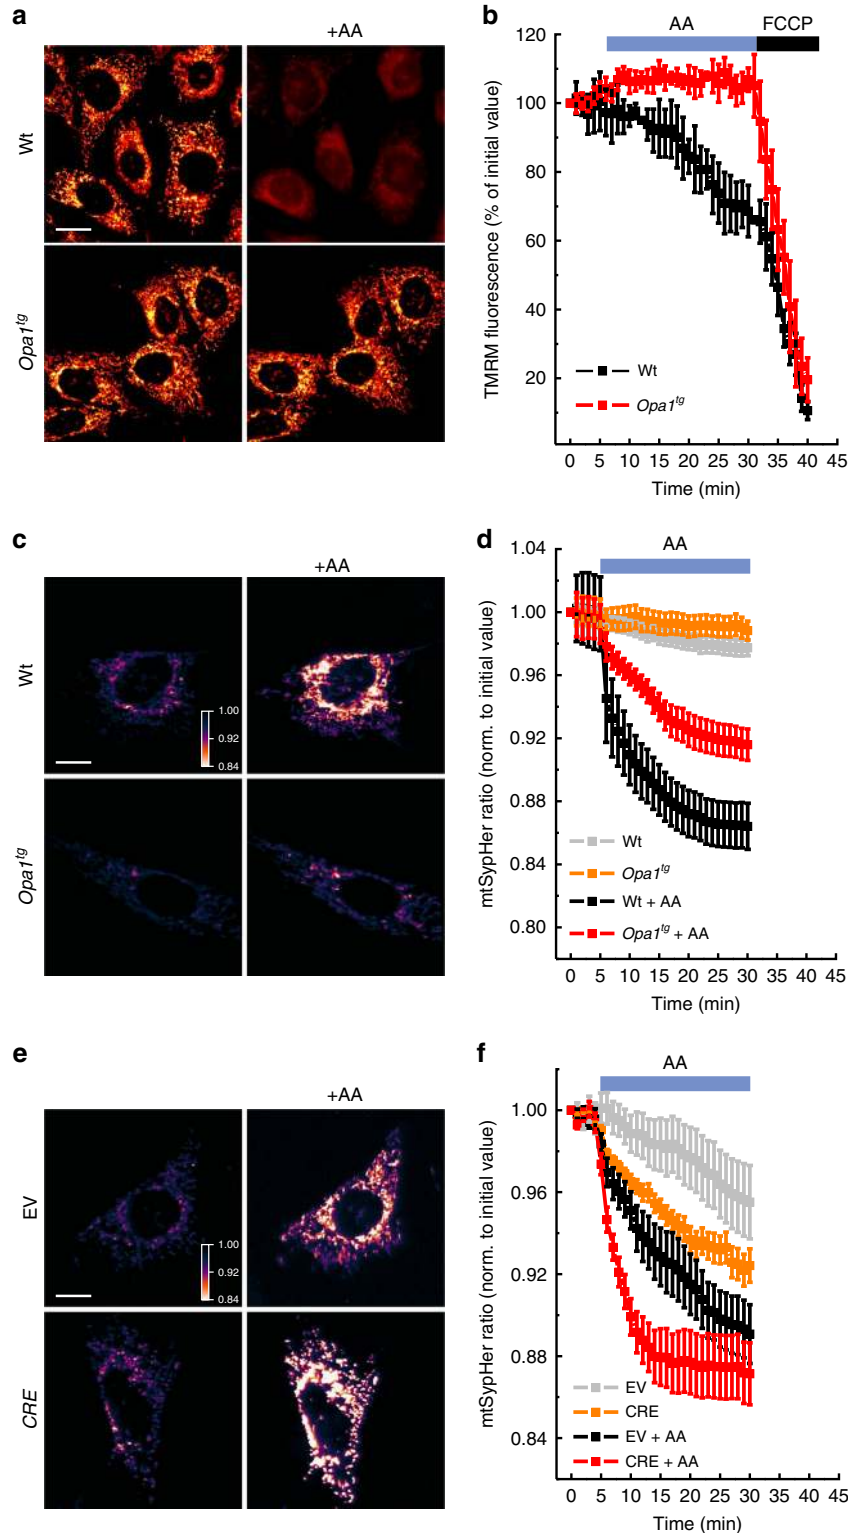 a
+AA
Wt
Opa1tg
b
AA
FCCP
120
100
80
60
40
20
TMRM fluorescence (% of initial value)
Wt
Opa1tg
0 5 10 15 20 25 30 35 40 45
Time (min)
c
+AA
Wt
1.00
0.92
0.84
Opa1tg
d
AA
1.04
1.00
0.96
0.92
0.88
0.84
0.80
mtSypHer ratio (norm. to initial value)
Wt
Opa1tg
Wt + AA
Opa1tg + AA
0 5 10 15 20 25 30 35 40 45
Time (min)
e
+AA
EV
1.00
0.92
0.84
CRE
f
AA
1.00
0.96
0.92
0.88
0.84
mtSypHer ratio (norm. to initial value)
EV
CRE
EV + AA
CRE + AA
0 5 10 15 20 25 30 35 40 45
Time (min)